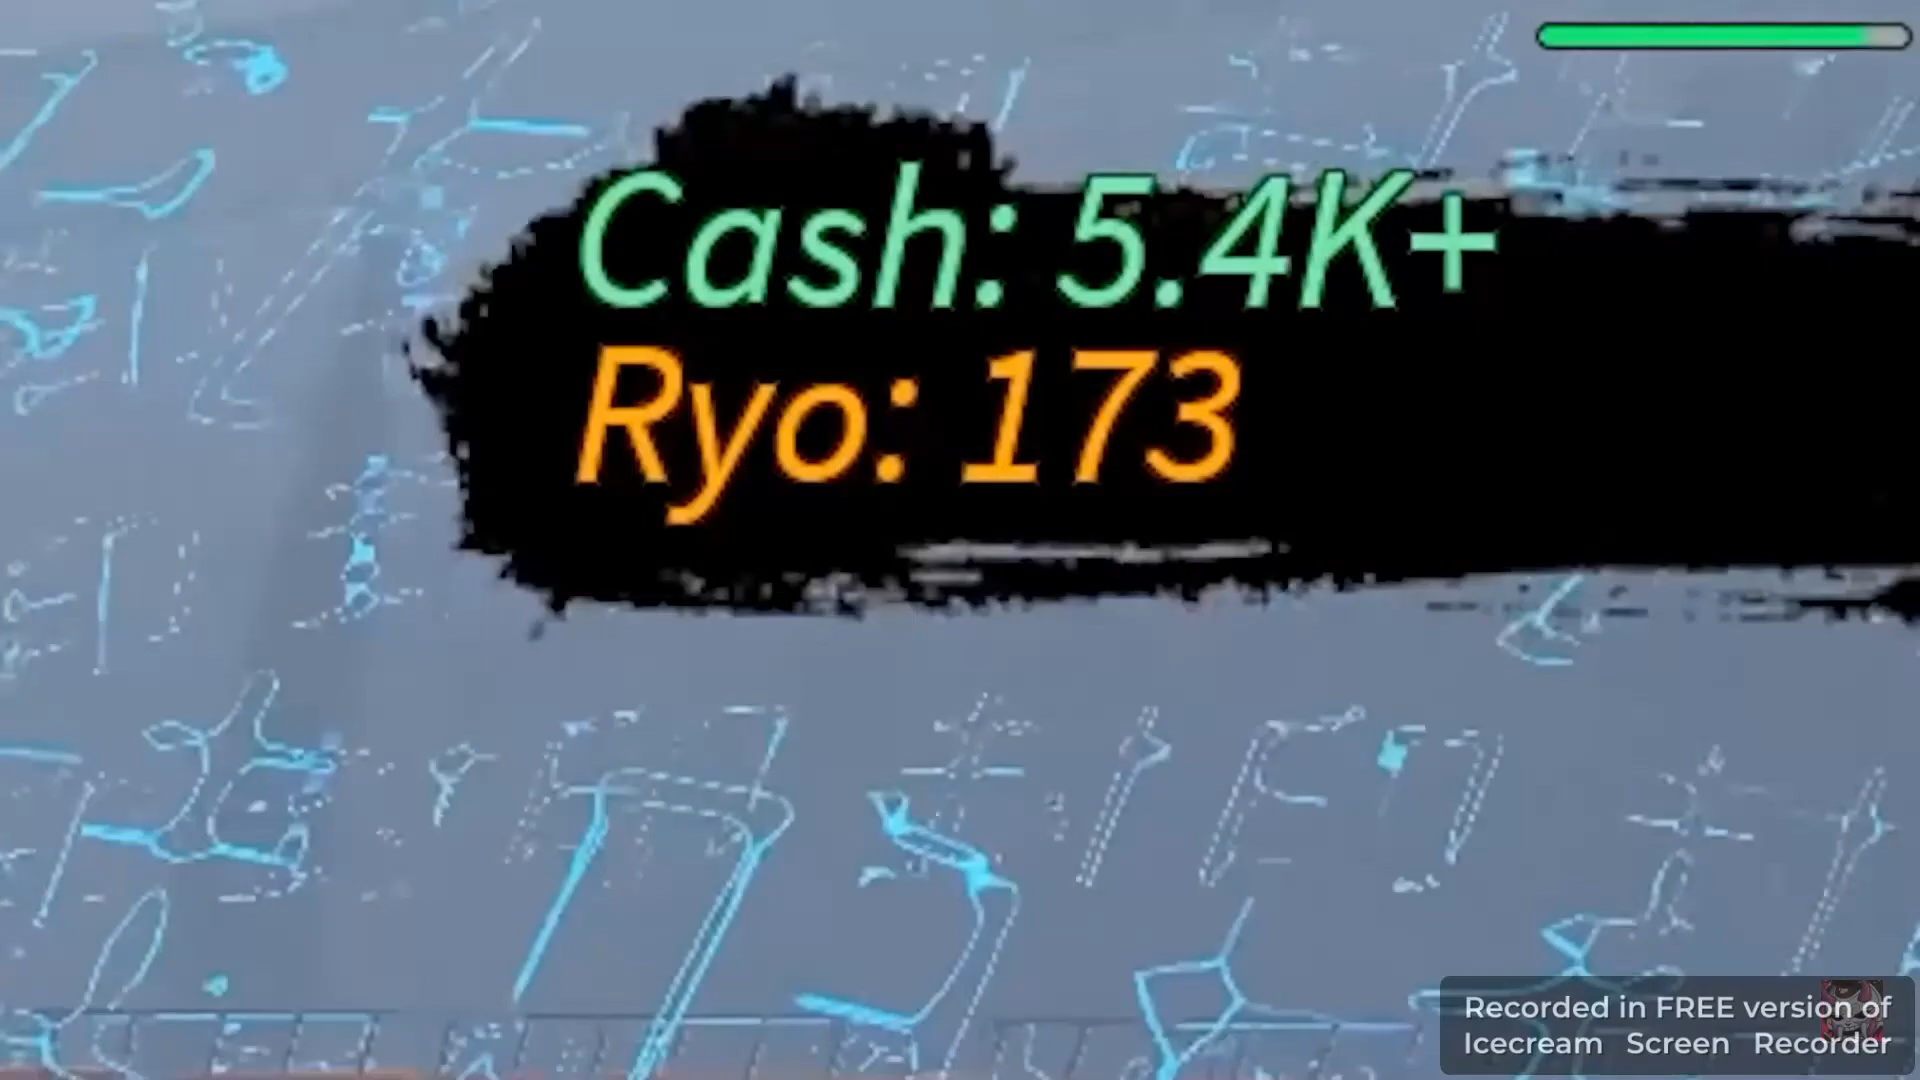 Cash: 5.4K+
Ryo: 173
Recorded in FREE version of
Icecream Screen Recorder